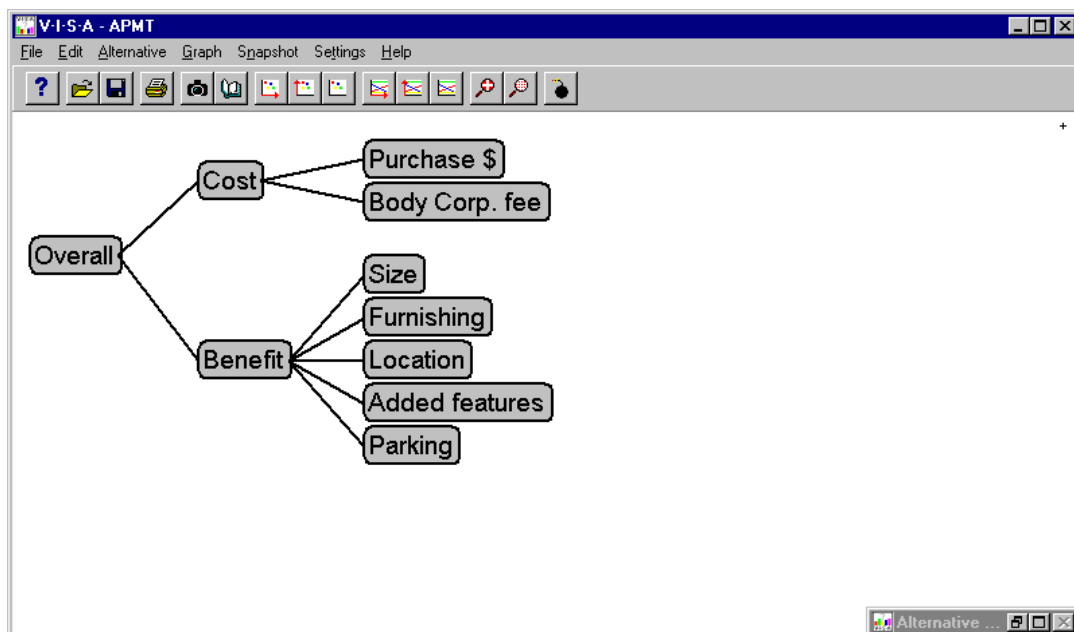 V·I·S·A - APMT
File Edit Alternative Graph Snapshot Settings Help
?
Purchase $
Cost
Body Corp. fee
Overall
Size
Furnishing
Benefit
Location
Added features
Parking
Alternative ...